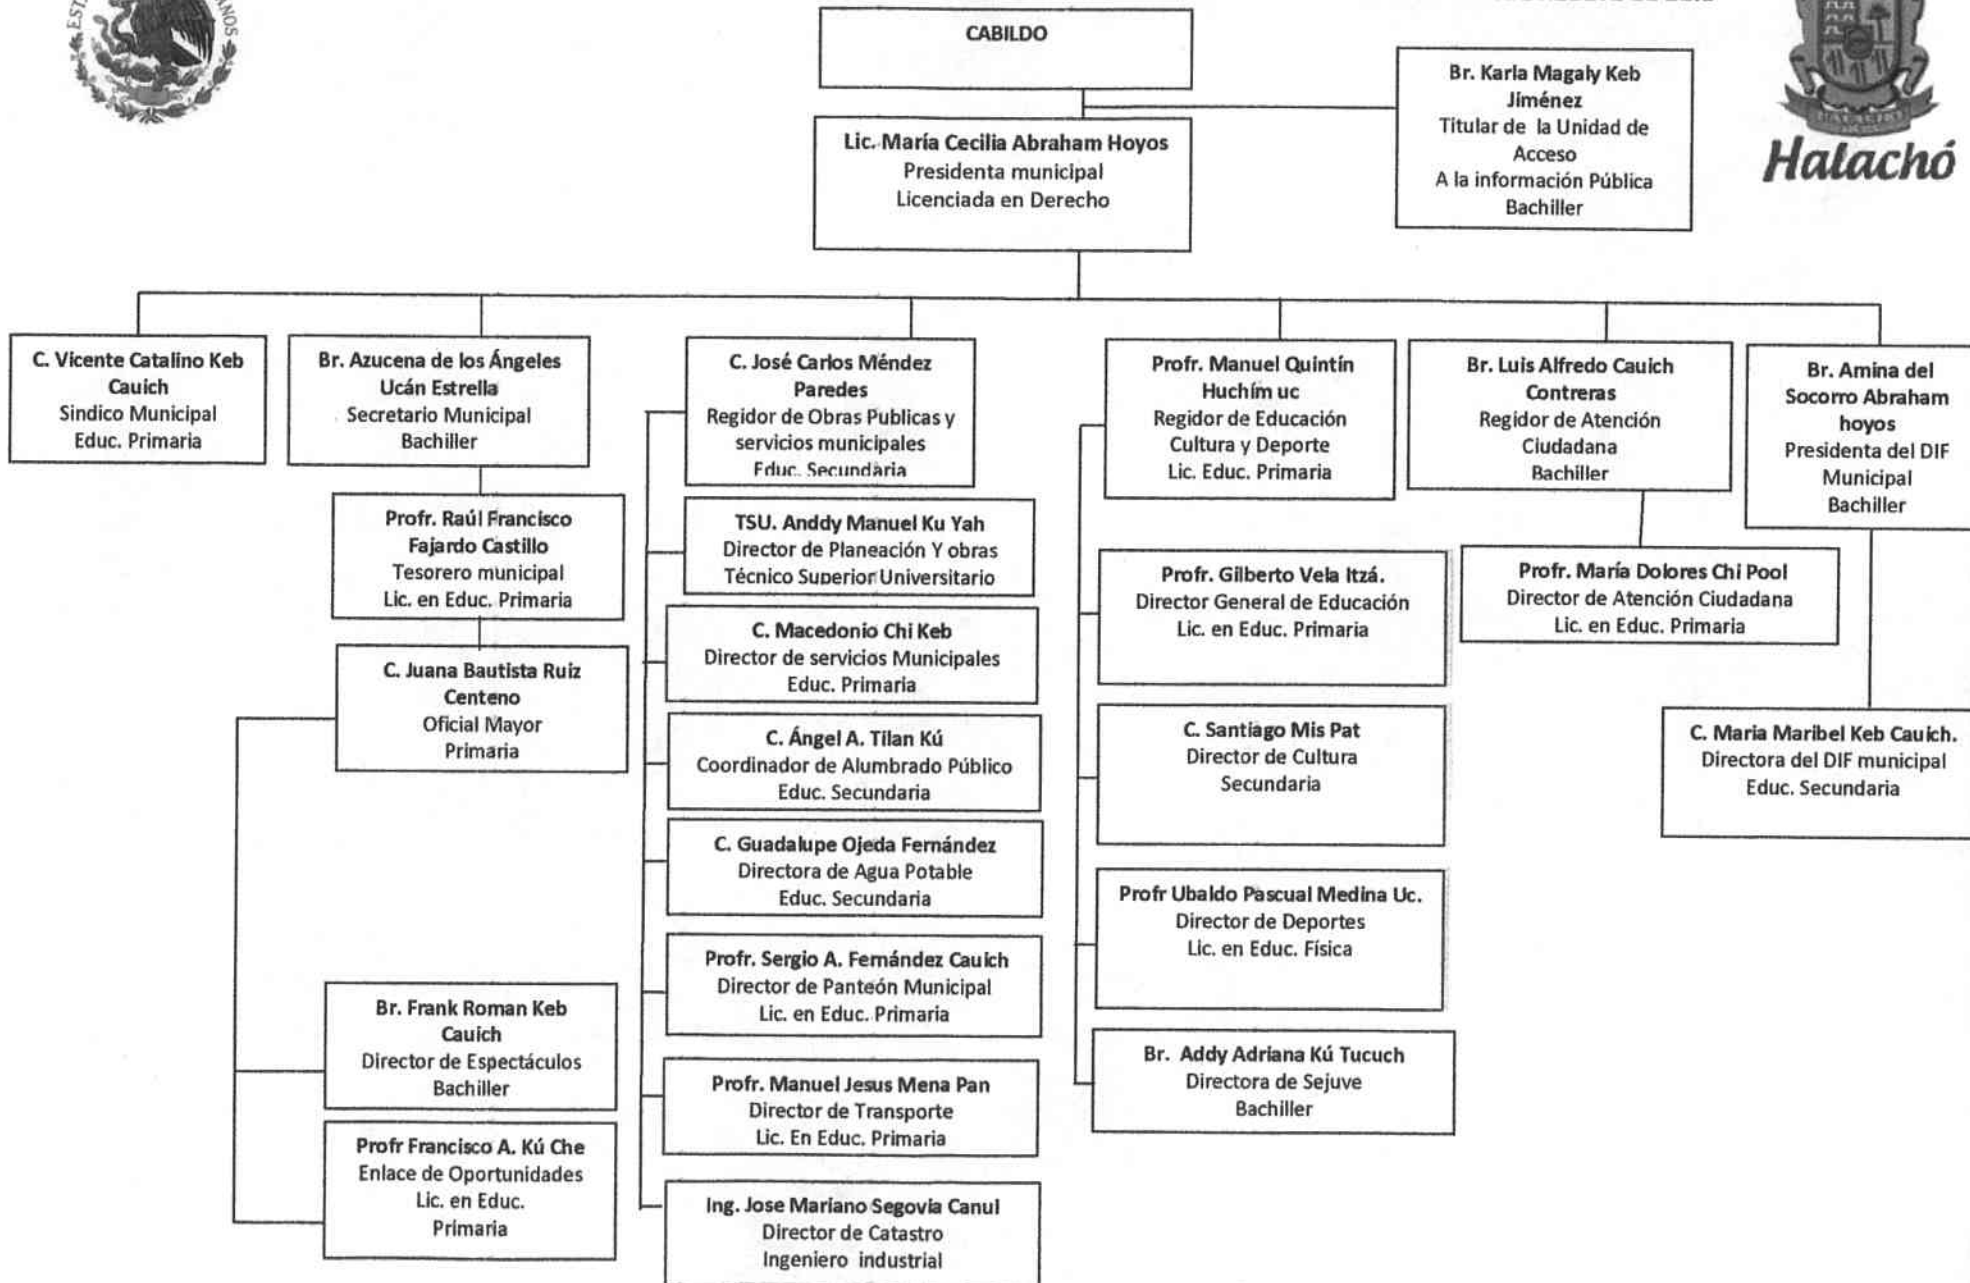 CABILDO
Br. Karla Magaly Keb
Jiménez
Titular de la Unidad de
Acceso
A la información Pública
Bachiller
Halachó
Lic. María Cecilia Abraham Hoyos
Presidenta municipal
Licenciada en Derecho
C. Vicente Catalino Keb
Cauich
Sindico Municipal
Educ. Primaria
Br. Azucena de los Ángeles
Ucán Estrella
Secretario Municipal
Bachiller
Profr. Raúl Francisco
Fajardo Castillo
Tesorero municipal
Lic. en Educ. Primaria
C. Juana Bautista Ruiz
Centeno
Oficial Mayor
Primaria
Br. Frank Roman Keb
Cauich
Director de Espectáculos
Bachiller
Profr Francisco A. Kú Che
Enlace de Oportunidades
Lic. en Educ.
Primaria
C. José Carlos Méndez
Paredes
Regidor de Obras Publicas y
servicios municipales
Educ. Secundaria
TSU. Anddy Manuel Ku Yah
Director de Planeación Y obras
Técnico Superior Universitario
C. Macedonio Chi Keb
Director de servicios Municipales
Educ. Primaria
C. Ángel A. Tilan Kú
Coordinador de Alumbrado Público
Educ. Secundaria
C. Guadalupe Ojeda Fernández
Directora de Agua Potable
Educ. Secundaria
Profr. Sergio A. Fernández Cauich
Director de Panteón Municipal
Lic. en Educ. Primaria
Profr. Manuel Jesus Mena Pan
Director de Transporte
Lic. En Educ. Primaria
Ing. Jose Mariano Segovia Canul
Director de Catastro
Ingeniero industrial
Profr. Manuel Quintín
Huchím uc
Regidor de Educación
Cultura y Deporte
Lic. Educ. Primaria
Profr. Gilberto Vela Itzá.
Director General de Educación
Lic. en Educ. Primaria
C. Santiago Mis Pat
Director de Cultura
Secundaria
Profr Ubaldo Pascual Medina Uc.
Director de Deportes
Lic. en Educ. Física
Br. Addy Adriana Kú Tucuch
Directora de Sejuve
Bachiller
Br. Luis Alfredo Cauich
Contreras
Regidor de Atención
Ciudadana
Bachiller
Profr. María Dolores Chi Pool
Director de Atención Ciudadana
Lic. en Educ. Primaria
Br. Amina del
Socorro Abraham
hoyos
Presidenta del DIF
Municipal
Bachiller
C. Maria Maribel Keb Cauich.
Directora del DIF municipal
Educ. Secundaria